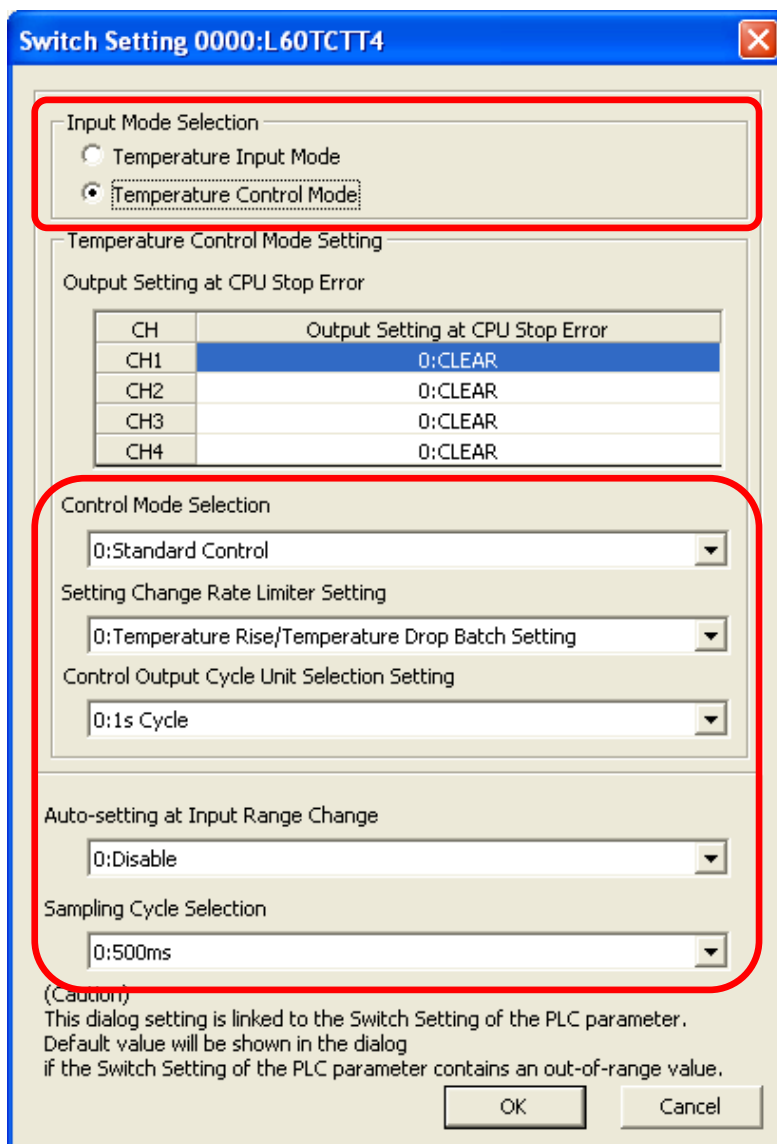 Switch Setting 0000:L60TCTT4
Input Mode Selection
Temperature Input Mode
Temperature Control Mode
Temperature Control Mode Setting
Output Setting at CPU Stop Error
CH Output Setting at CPU Stop Error
CH1 0:CLEAR
CH2 0:CLEAR
CH3 0:CLEAR
CH4 0:CLEAR
Control Mode Selection
0:Standard Control
Setting Change Rate Limiter Setting
0:Temperature Rise/Temperature Drop Batch Setting
Control Output Cycle Unit Selection Setting
0:1s Cycle
Auto-setting at Input Range Change
0:Disable
Sampling Cycle Selection
0:500ms
(Caution)
This dialog setting is linked to the Switch Setting of the PLC parameter.
Default value will be shown in the dialog
if the Switch Setting of the PLC parameter contains an out-of-range value.
OK Cancel